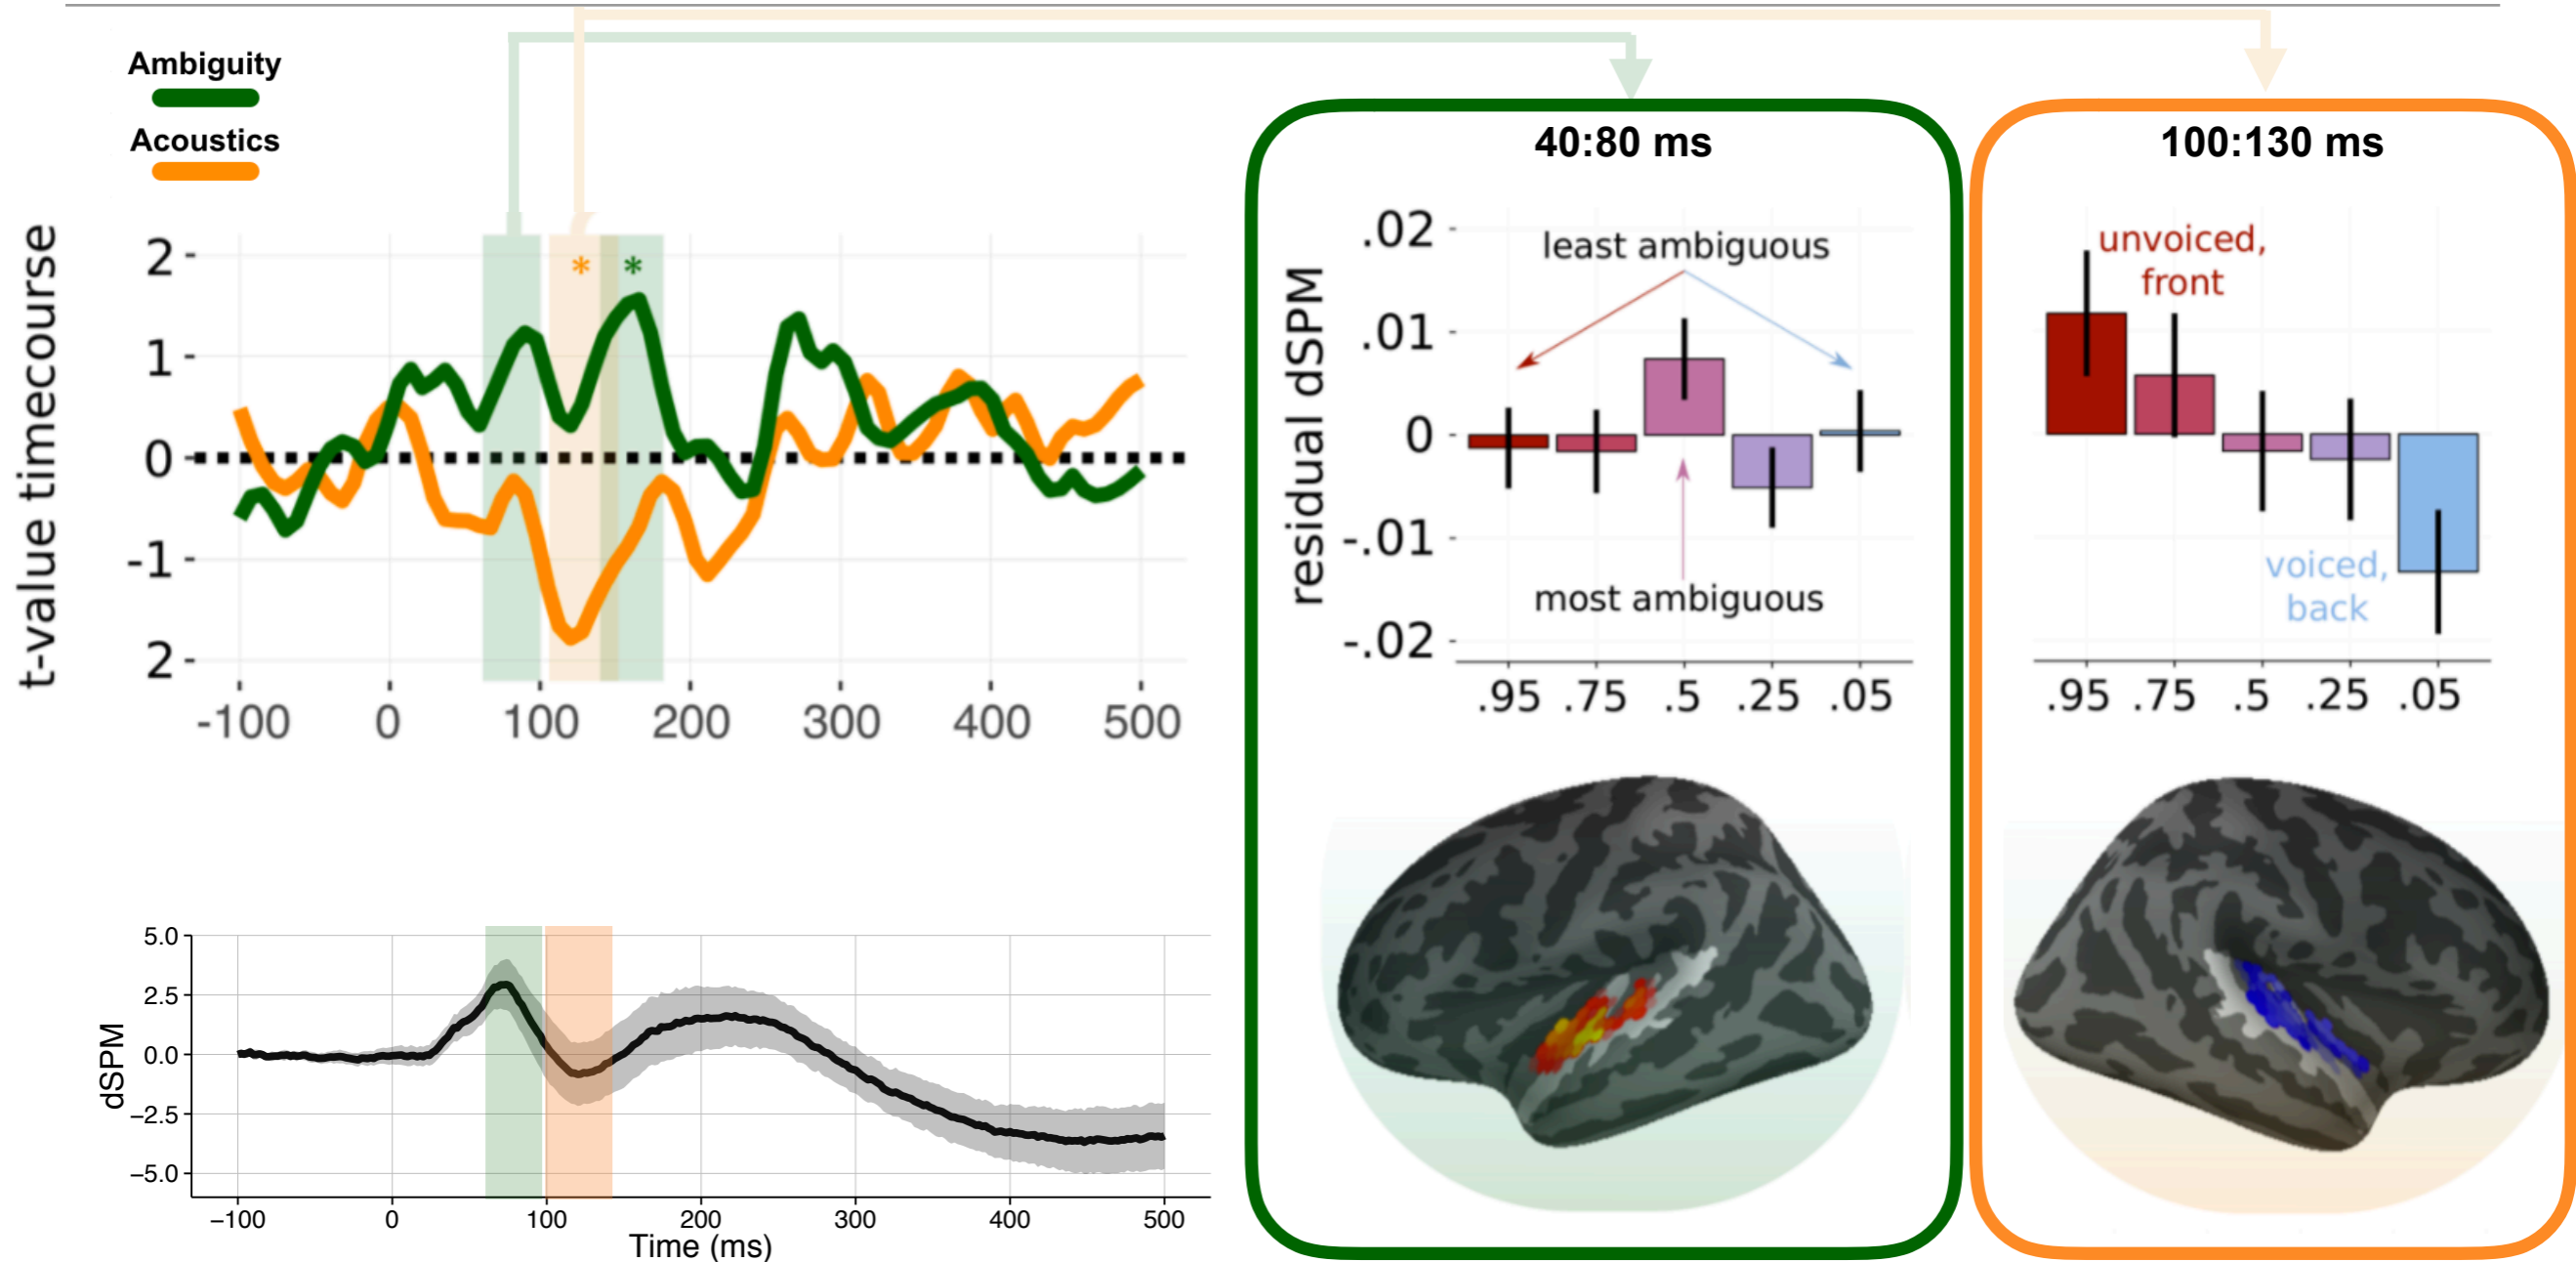 Ambiguity
Acoustics
t-value timecourse
2
1
0
-1
2
* *
-100 0 100 200 300 400 500
dSPM
5.0
2.5
0.0
−2.5
−5.0
−100 0 100 200 300 400 500
Time (ms)
40:80 ms
residual dSPM
.02
.01
0
-.01
-.02
least ambiguous
most ambiguous
.95 .75 .5 .25 .05
100:130 ms
unvoiced,
front
voiced,
back
.95 .75 .5 .25 .05